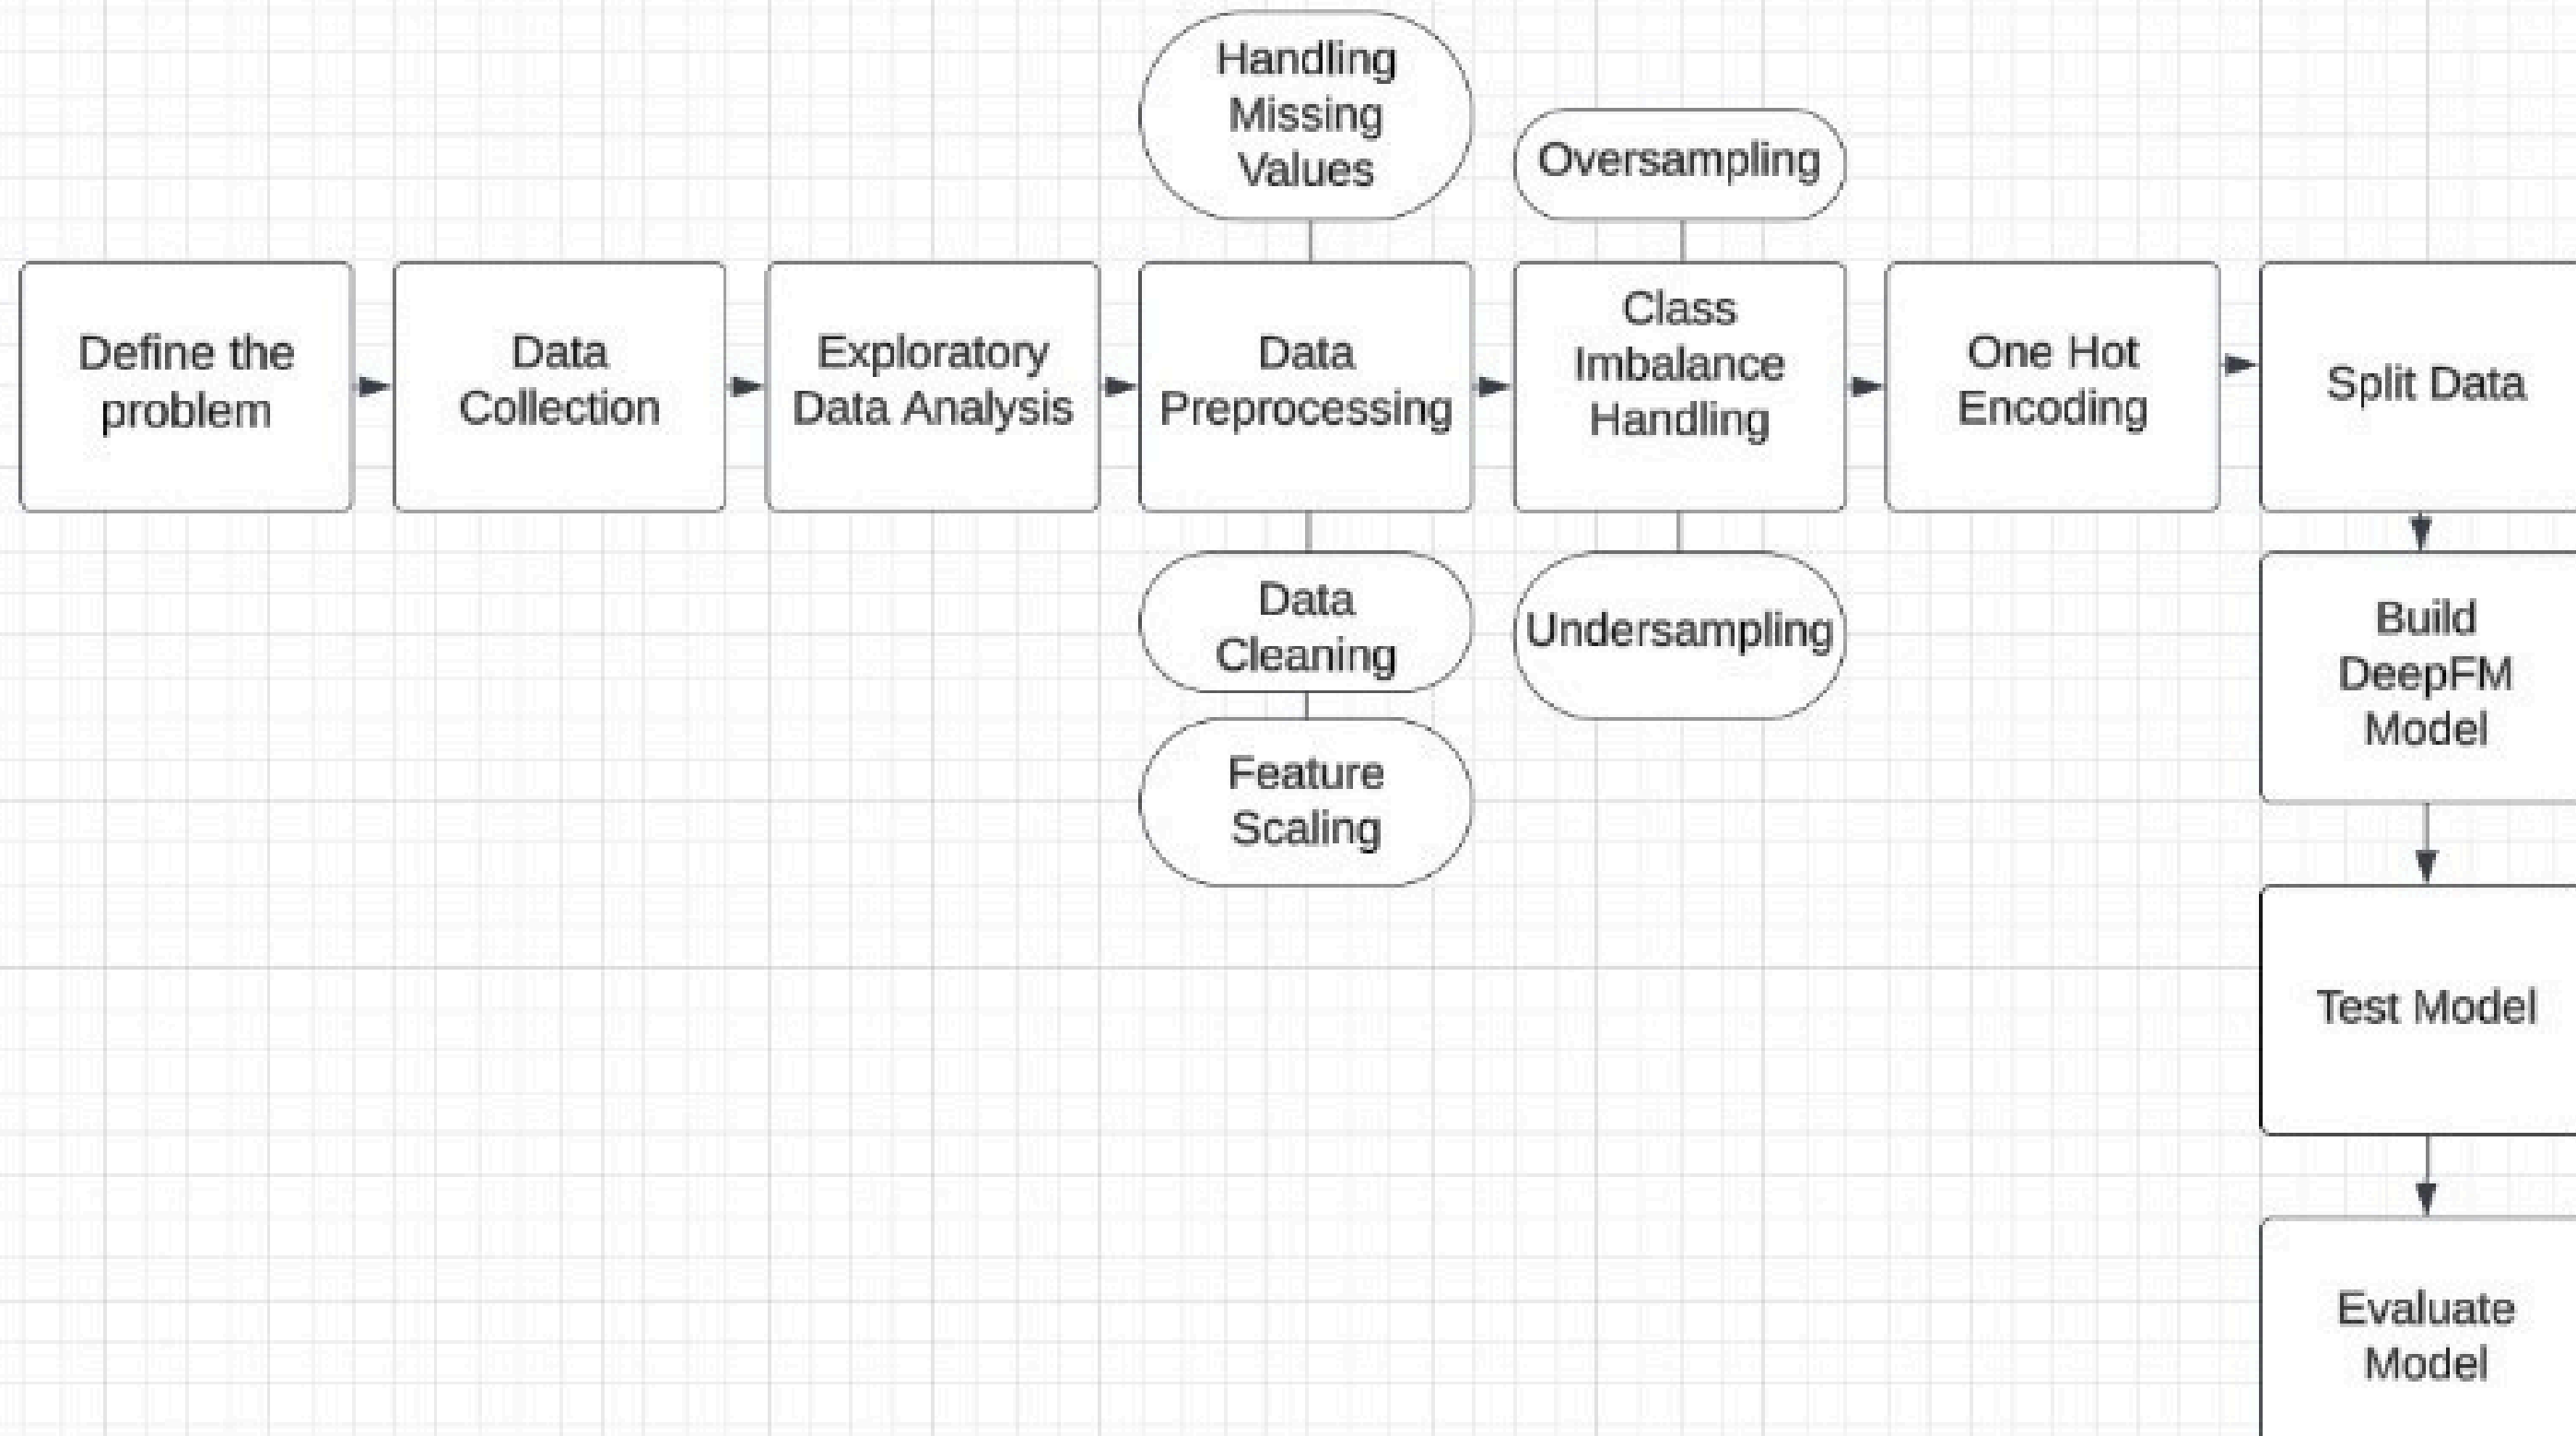 Handling
Missing
Values
Oversampling
Define the
problem
Data
Collection
Exploratory
Data Analysis
Data
Preprocessing
Class
Imbalance
Handling
One Hot
Encoding
Split Data
Data
Cleaning
Undersampling
Build
DeepFM
Model
Feature
Scaling
Test Model
Evaluate
Model